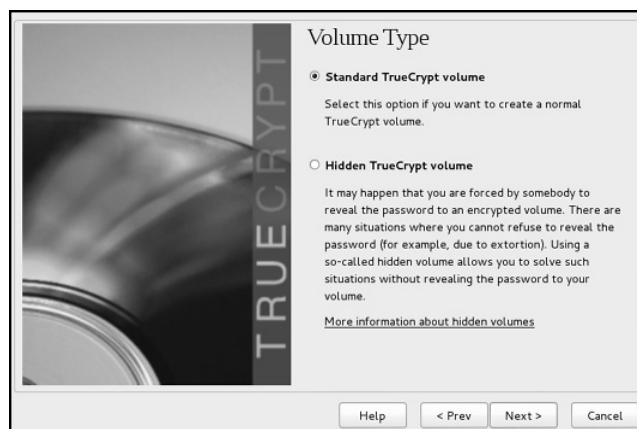 TRUECRYPT
Volume Type
Standard TrueCrypt volume
Select this option if you want to create a normal
TrueCrypt volume.
Hidden TrueCrypt volume
It may happen that you are forced by somebody to
reveal the password to an encrypted volume. There are
many situations where you cannot refuse to reveal the
password (for example, due to extortion). Using a
so-called hidden volume allows you to solve such
situations without revealing the password to your
volume.
More information about hidden volumes
Help
< Prev
Next >
Cancel